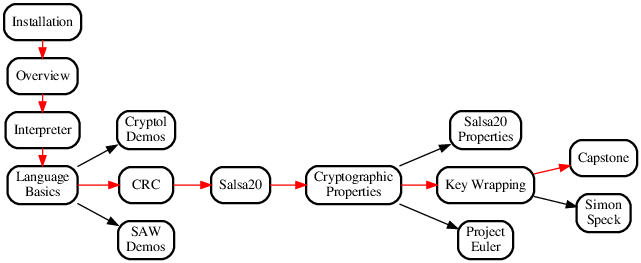 Installation
Overview
Interpreter
Language
Basics
Cryptol
Demos
CRC
SAW
Demos
Salsa20
Cryptographic
Properties
Salsa20
Properties
Key Wrapping
Project
Euler
Capstone
Simon
Speck